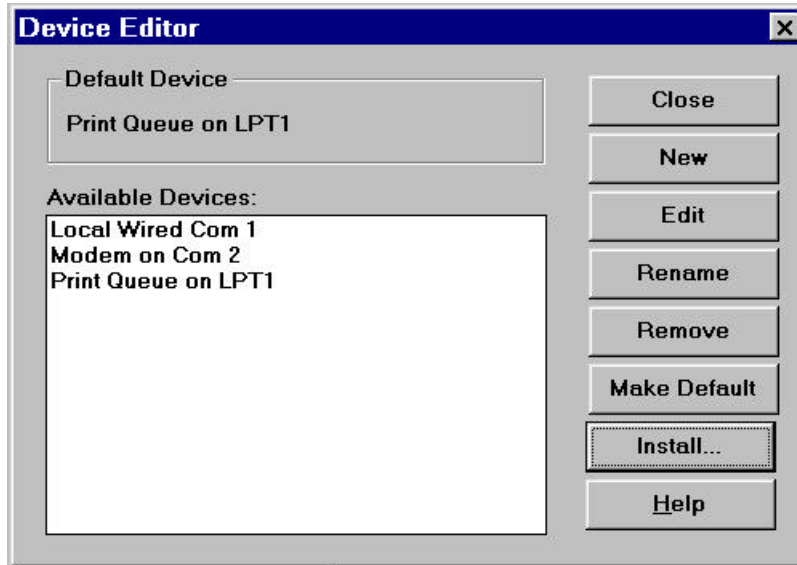 Device Editor
Default Device
Print Queue on LPT1
Available Devices:
Local Wired Com 1
Modem on Com 2
Print Queue on LPT1
Close
New
Edit
Rename
Remove
Make Default
Install...
Help